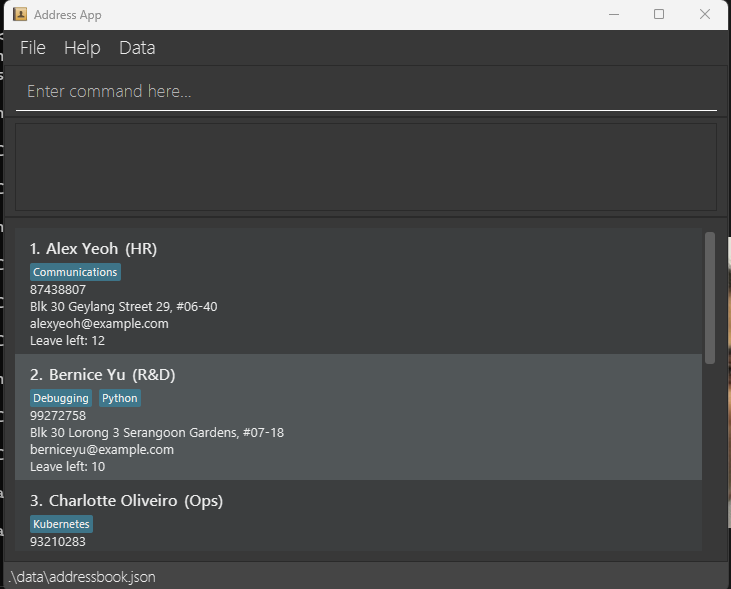 Address App
File Help Data
Enter command here...
1. Alex Yeoh (HR)
Communications
87438807
Blk 30 Geylang Street 29, #06-40
alexyeoh@example.com
Leave left: 12
2. Bernice Yu (R&D)
Debugging Python
99272758
Blk 30 Lorong 3 Serangoon Gardens, #07-18
berniceyu@example.com
Leave left: 10
3. Charlotte Oliveiro (Ops)
Kubernetes
93210283
.\data\addressbook.json